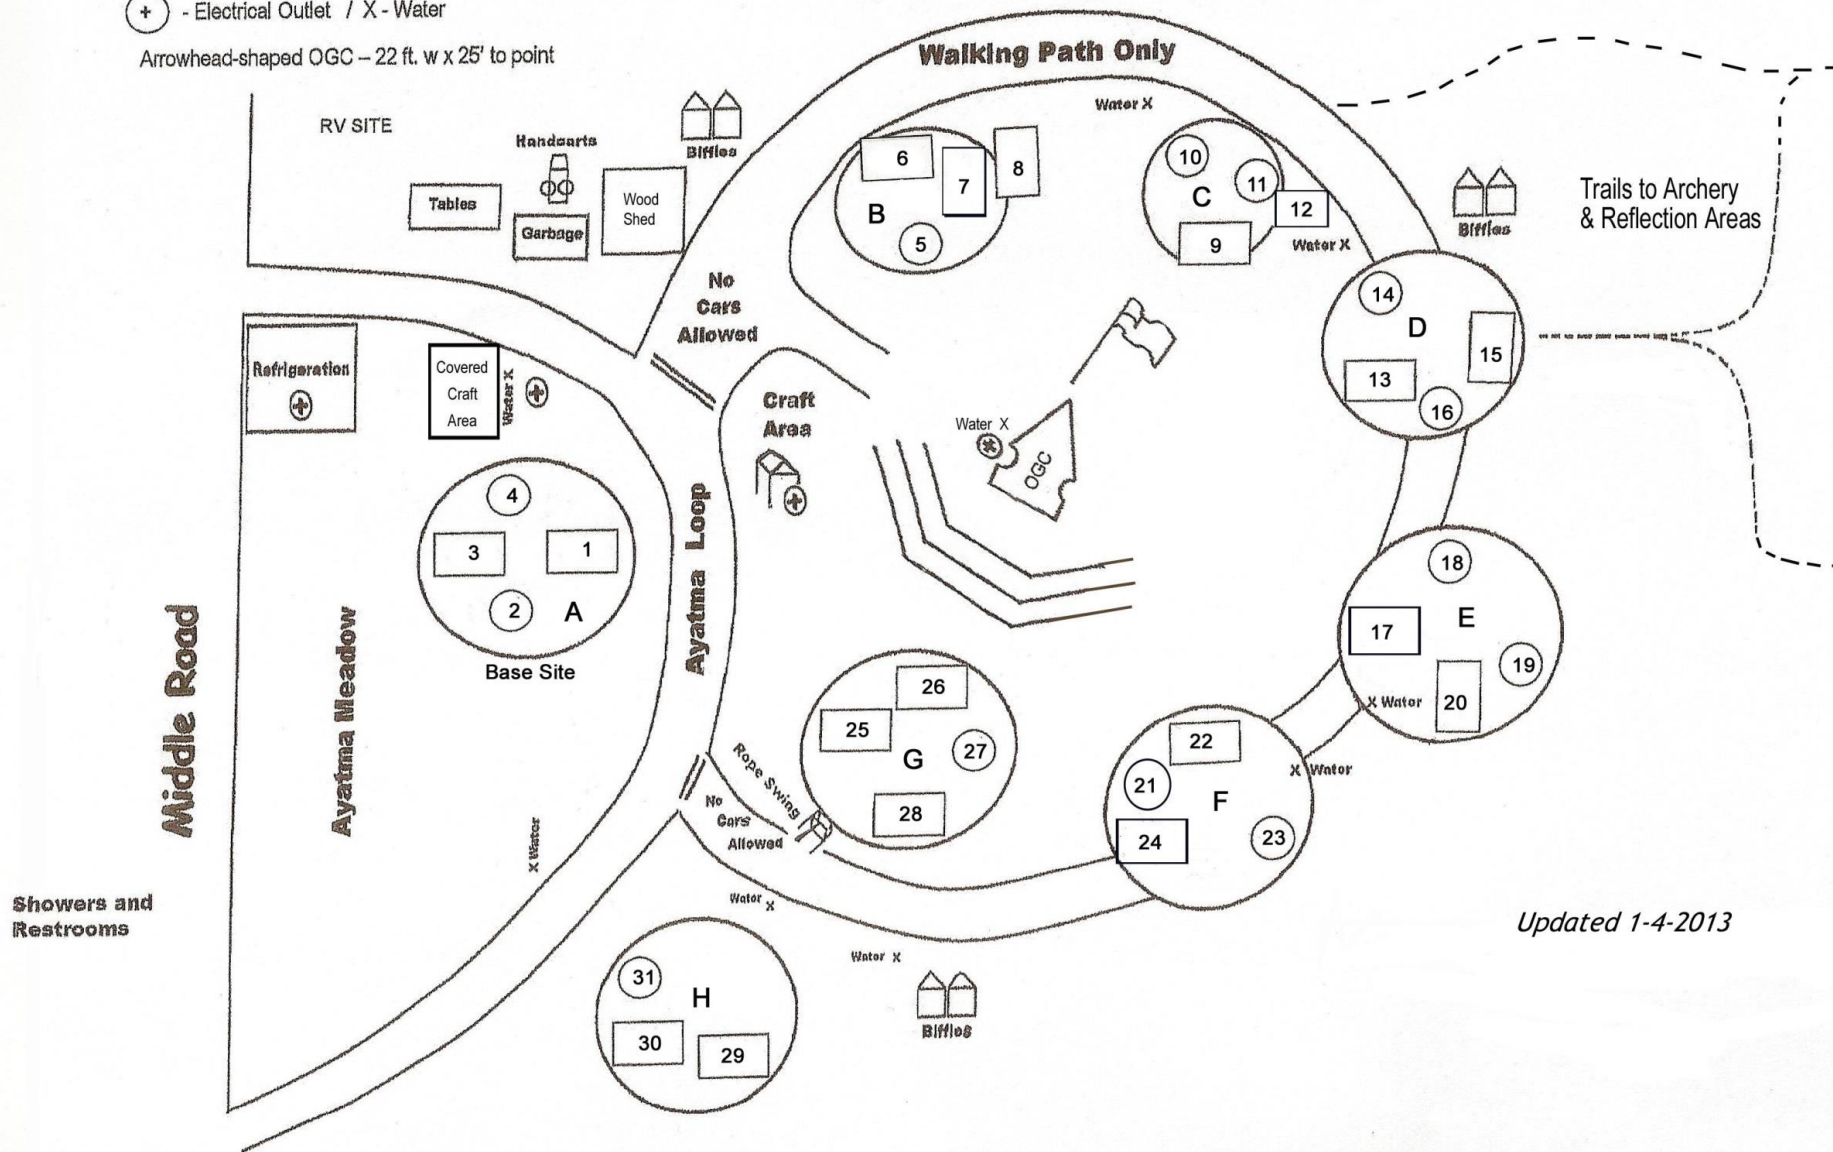 + - Electrical Outlet / X - Water
Arrowhead-shaped OGC – 22 ft. w x 25' to point
Walking Path Only
RV SITE
Handcarts
Biffies
Tables
Garbage
Wood
Shed
Water X
6
7
8
B
5
10
11
C
12
9
Water X
Biffies
Trails to Archery
& Reflection Areas
No
Cars
Allowed
14
D
15
13
16
Refrigeration
+
Covered
Craft
Area
Water X
+
Craft
Area
+
Water X
OGC
4
3
1
2
A
Base Site
Ayatma Loop
Middle Road
Ayatma Meadow
18
17
E
19
20
X Water
26
25
G
27
28
Rope Swing
No
Cars
Allowed
22
21
F
24
23
X Water
X Water
Showers and
Restrooms
Water X
Water X
Biffies
31
H
30
29
Updated 1-4-2013